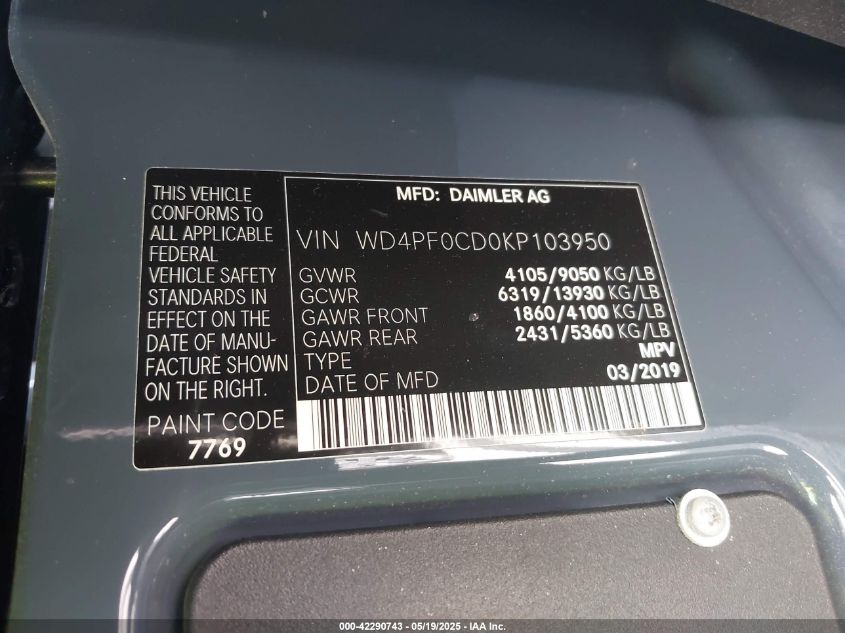 THIS VEHICLE
CONFORMS TO
ALL APPLICABLE
FEDERAL
VEHICLE SAFETY
STANDARDS IN
EFFECT ON THE
DATE OF MANU-
FACTURE SHOWN
ON THE RIGHT.
PAINT CODE
7769
MFD: DAIMLER AG
VIN WD4PF0CD0KP103950
GVWR 4105/9050 KG/LB
GCWR 6319/13930 KG/LB
GAWR FRONT 1860/4100 KG/LB
GAWR REAR 2431/5360 KG/LB
TYPE MPV
DATE OF MFD 03/2019
000-42290743 / 05/19/2025 / IAA Inc.